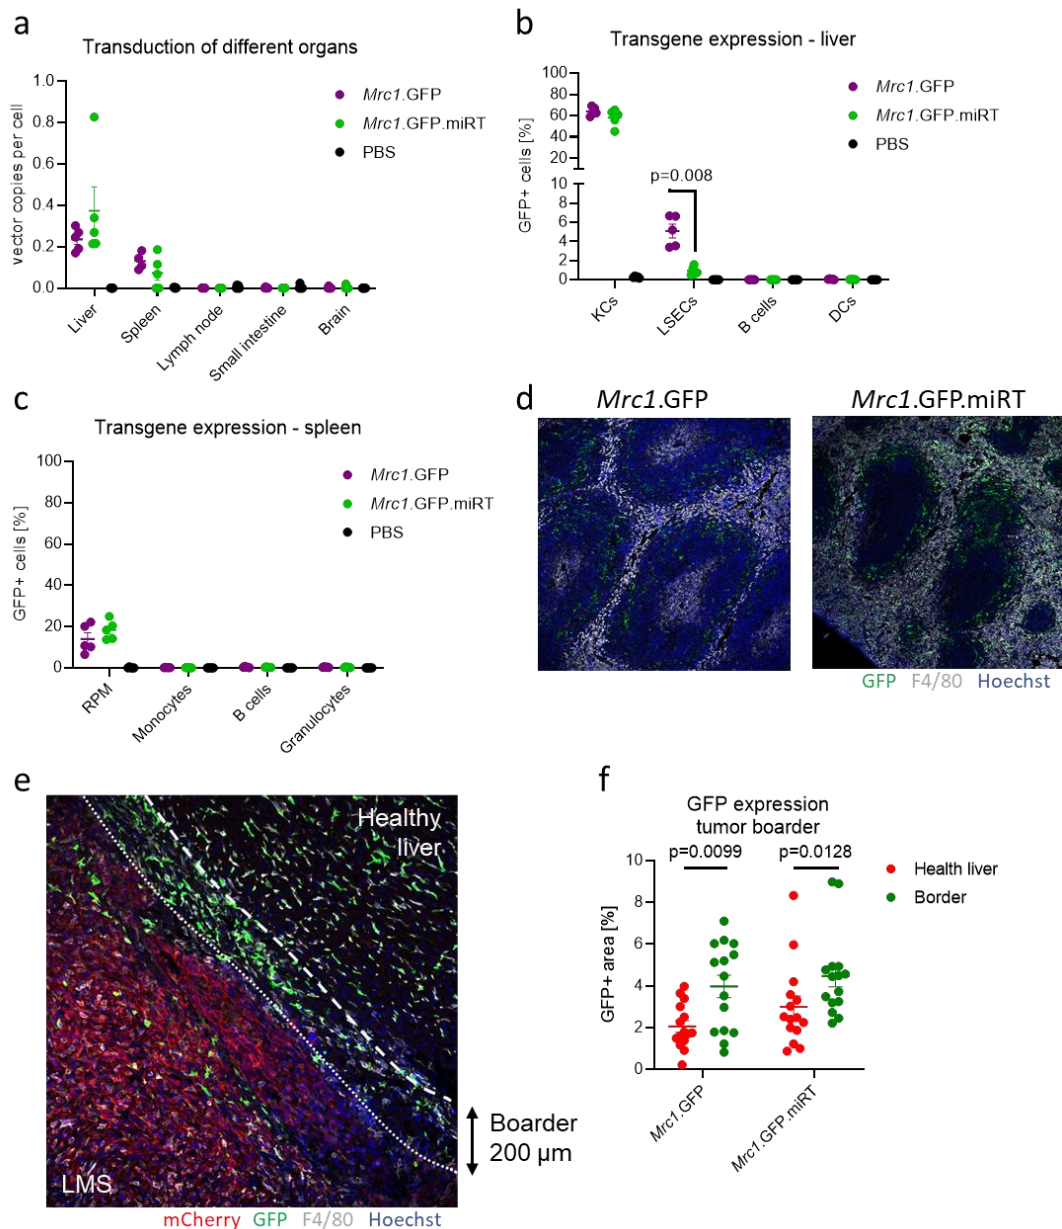 a
Transduction of different organs
vector copies per cell
1.0
0.8
0.6
0.4
0.2
0.0
Liver
Spleen
Lymph node
Small intestine
Brain
Mrc1.GFP
Mrc1.GFP.miRT
PBS
b
Transgene expression - liver
GFP+ cells [%]
100
80
60
40
20
10
8
6
4
2
0
p=0.008
KCs
LSECs
B cells
DCs
Mrc1.GFP
Mrc1.GFP.miRT
PBS
c
Transgene expression - spleen
GFP+ cells [%]
100
80
60
40
20
0
RPM
Monocytes
B cells
Granulocytes
Mrc1.GFP
Mrc1.GFP.miRT
PBS
d
Mrc1.GFP
Mrc1.GFP.miRT
GFP F4/80 Hoechst
e
Healthy
liver
LMS
Boarder
200 µm
mCherry GFP F4/80 Hoechst
f
GFP expression
tumor boarder
p=0.0099
p=0.0128
GFP+ area [%]
10
8
6
4
2
0
Mrc1.GFP
Mrc1.GFP.miRT
Health liver
Border